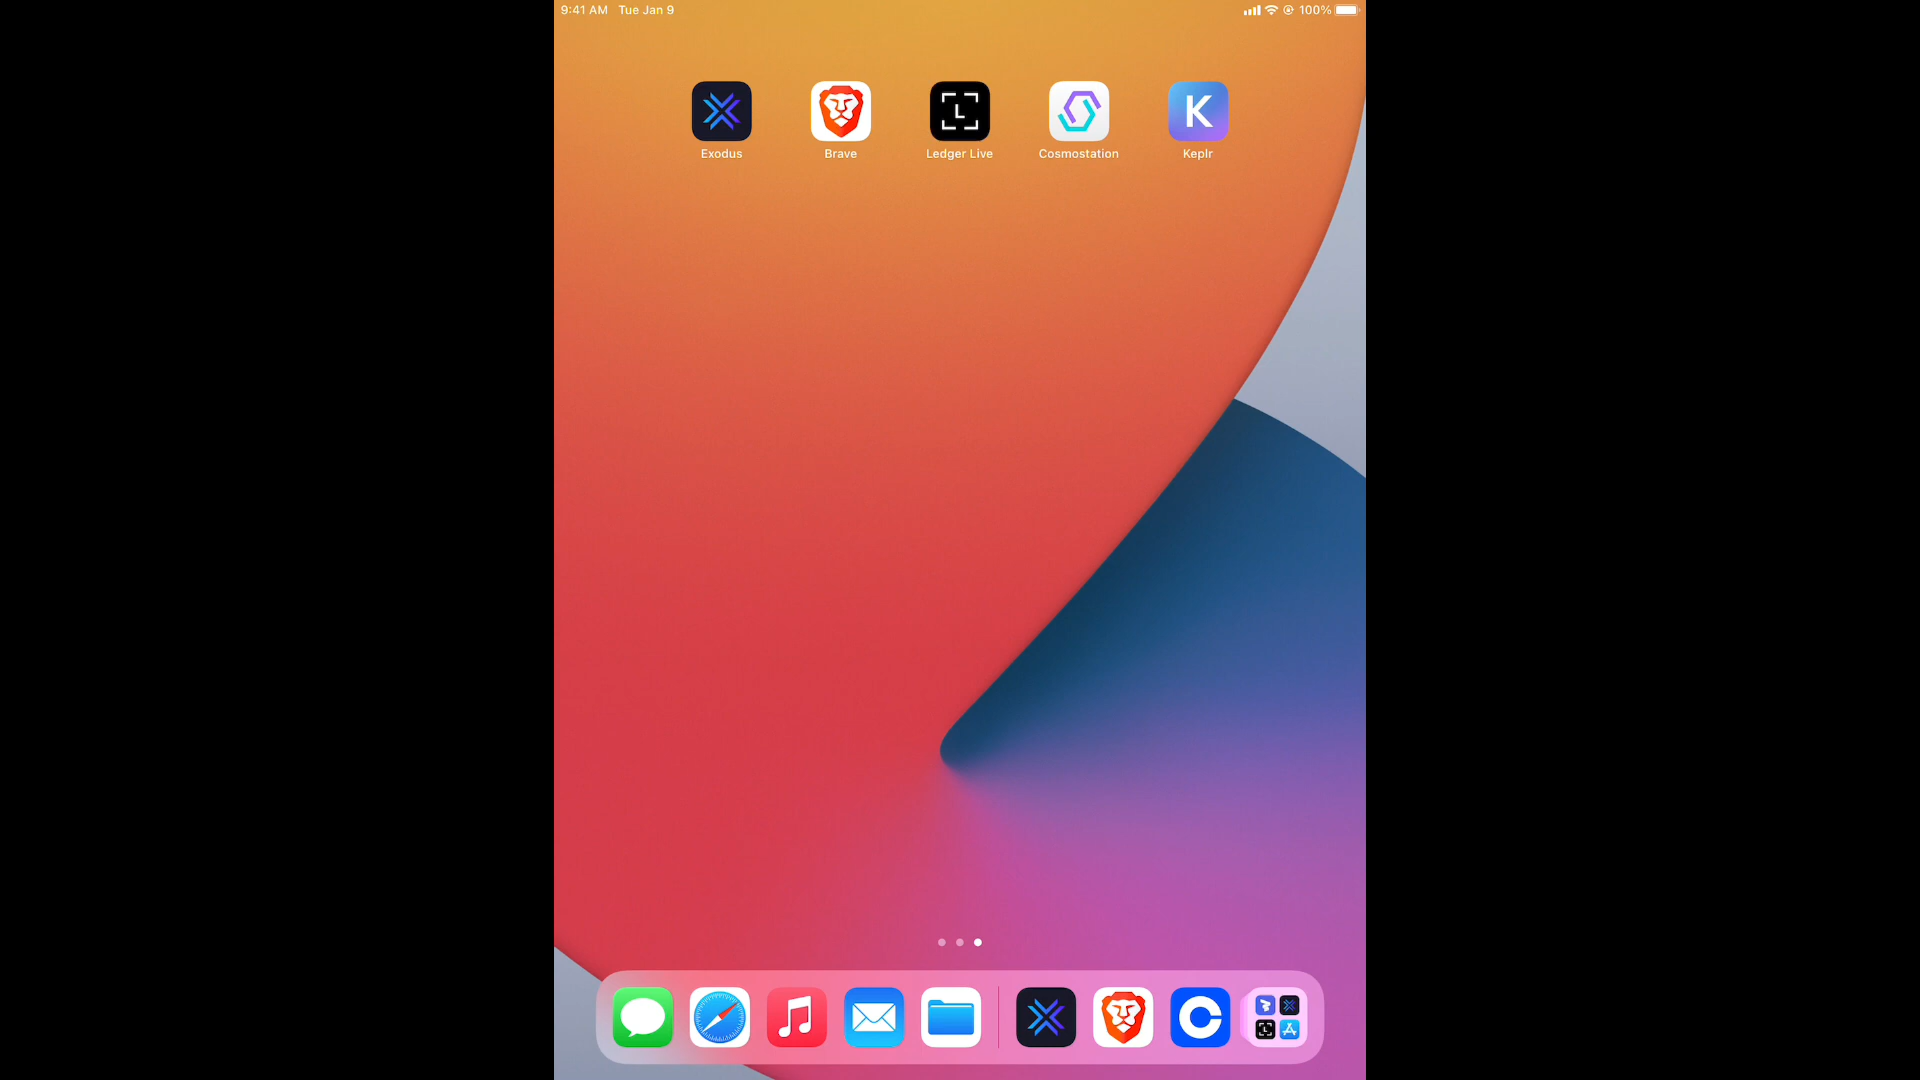 9:41 AM Tue Jan 9
100%
Exodus
Brave
Ledger Live
Cosmostation
Keplr